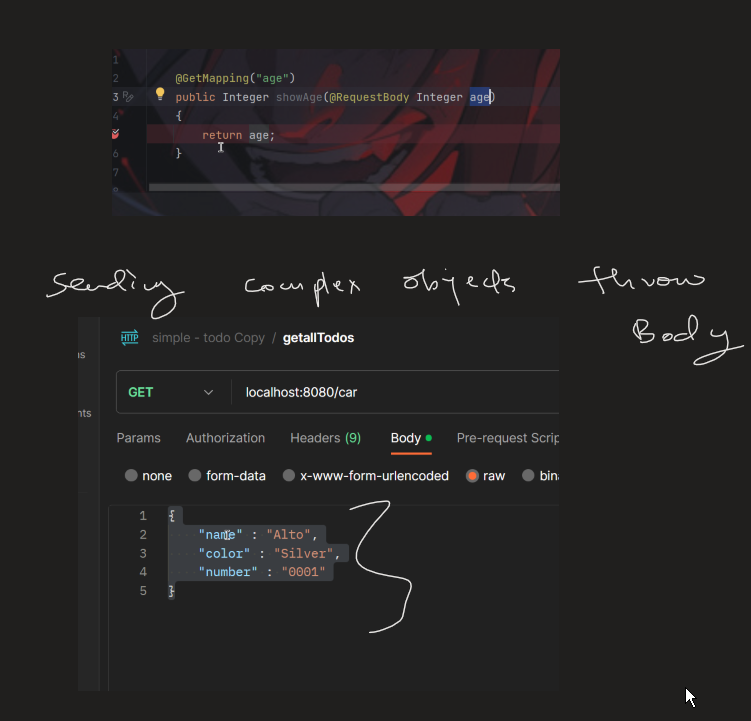 1
2 @GetMapping("age")
3 public Integer showAge(@RequestBody Integer age)
4 {
return age;
6 }
7
Sending complex objects throw
Body
HTTP simple - todo Copy / getallTodos
GET localhost:8080/car
nts
Params Authorization Headers (9) Body Pre-request Scrip
none form-data x-www-form-urlencoded raw bina
1 {
2 "name" : "Alto",
3 "color" : "Silver",
4 "number" : "0001"
5 }